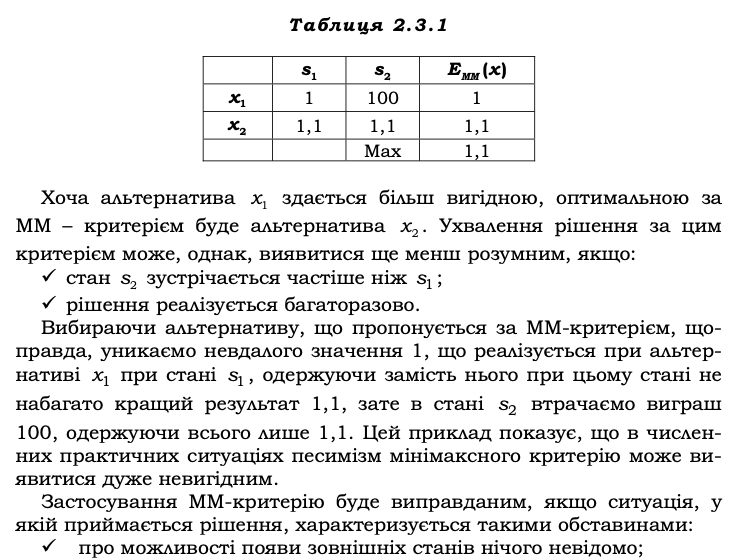 Таблиця 2.3.1
s₁ s₂ Eₘₘ(x)
x₁ 1 100 1
x₂ 1,1 1,1 1,1
Max 1,1
Хоча альтернатива x₁ здається більш вигідною, оптимальною за
ММ – критерієм буде альтернатива x₂. Ухвалення рішення за цим
критерієм може, однак, виявитися ще менш розумним, якщо:
✓ стан s₂ зустрічається частіше ніж s₁;
✓ рішення реалізується багаторазово.
Вибираючи альтернативу, що пропонується за ММ-критерієм, що-
правда, уникаємо невдалого значення 1, що реалізується при альтер-
нативі x₁ при стані s₁, одержуючи замість нього при цьому стані не
набагато кращий результат 1,1, зате в стані s₂ втрачаємо виграш
100, одержуючи всього лише 1,1. Цей приклад показує, що в числен-
них практичних ситуаціях песимізм мінімаксного критерію може ви-
явитися дуже невигідним.
Застосування ММ-критерію буде виправданим, якщо ситуація, у
якій приймається рішення, характеризується такими обставинами:
✓ про можливості появи зовнішніх станів нічого невідомо;